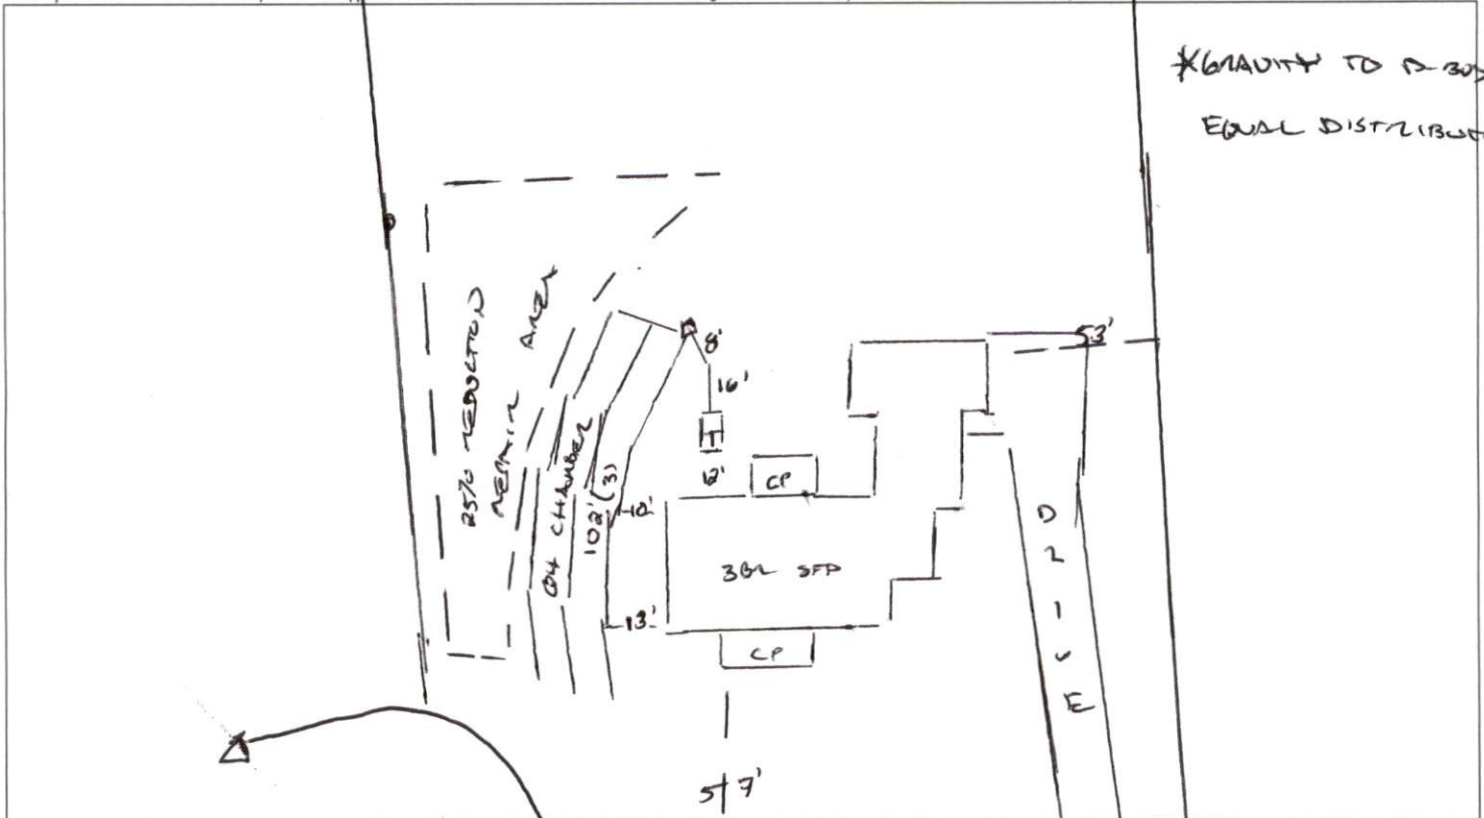 *GRAVITY TO D-BOX
EQUAL DISTRIBUT
25% REDUCTION
REPAIR AREA
CHAMBER
102' (3)
8'
16'
T
12'
CP
10'
13'
3BR SFD
CP
53'
DRIVE
57'